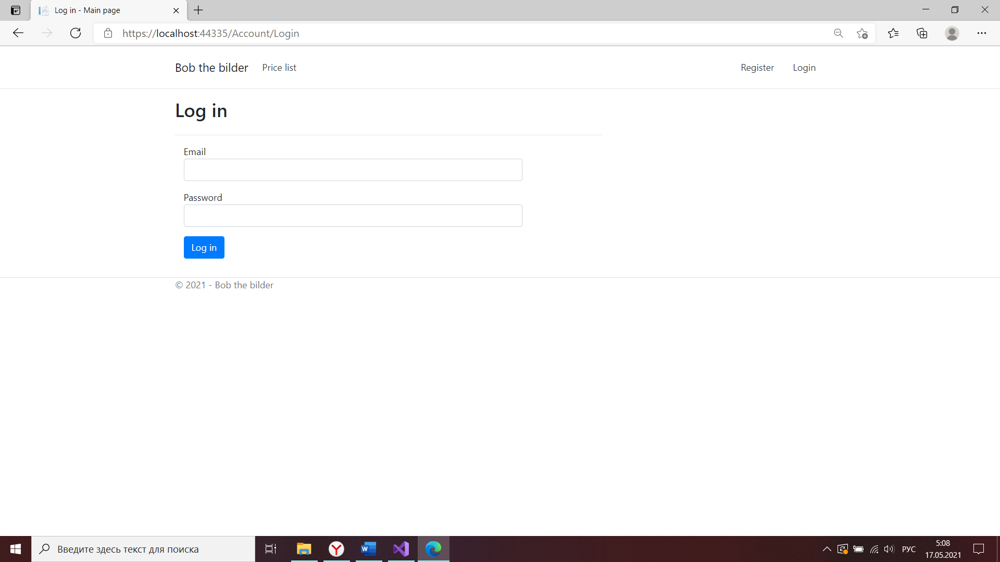 Log in - Main page
https://localhost:44335/Account/Login
Bob the bilder Price list Register Login
Log in
Email
Password
Log in
© 2021 - Bob the bilder
Введите здесь текст для поиска
РУС
5:08
17.05.2021